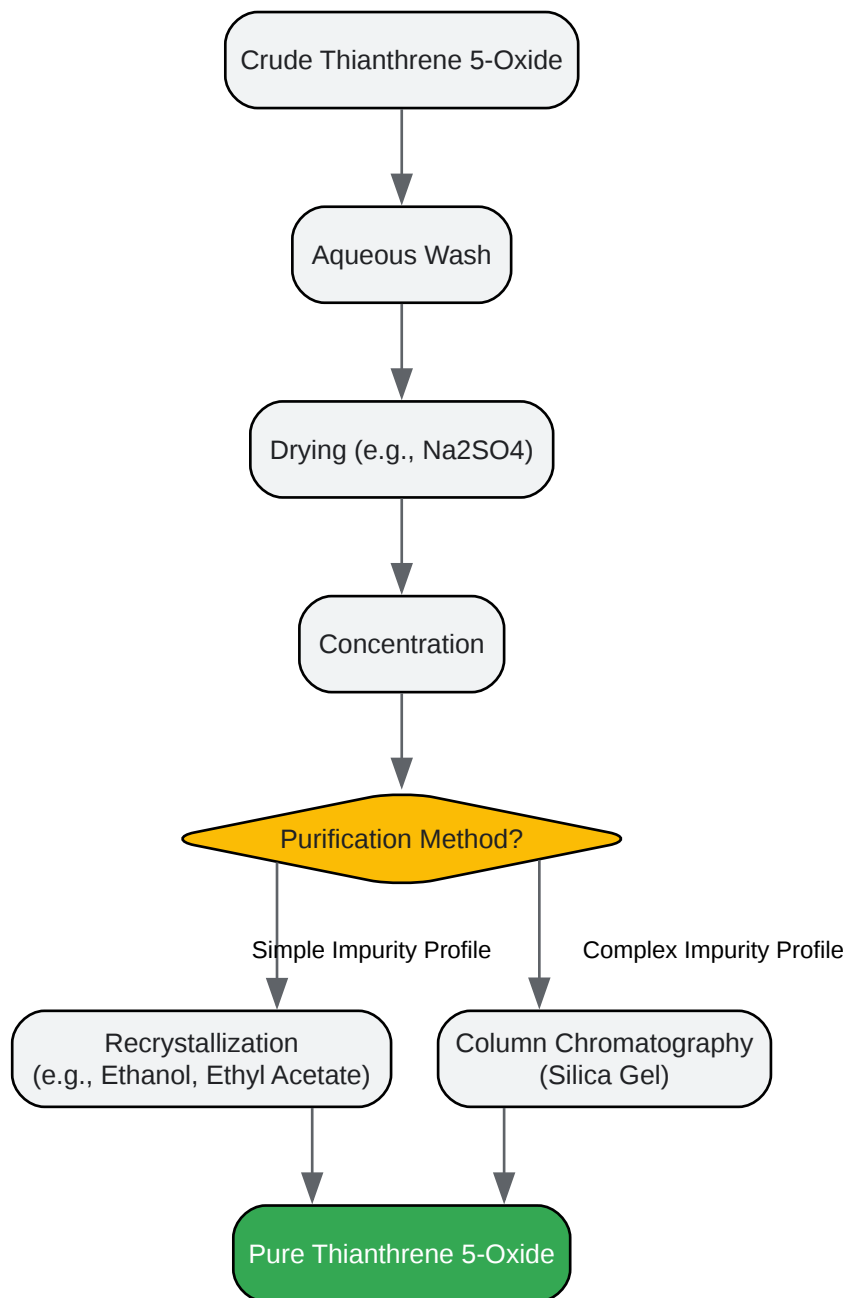 Crude Thianthrene 5-Oxide
Aqueous Wash
Drying (e.g., Na2SO4)
Concentration
Purification Method?
Simple Impurity Profile
Complex Impurity Profile
Recrystallization
(e.g., Ethanol, Ethyl Acetate)
Column Chromatography
(Silica Gel)
Pure Thianthrene 5-Oxide